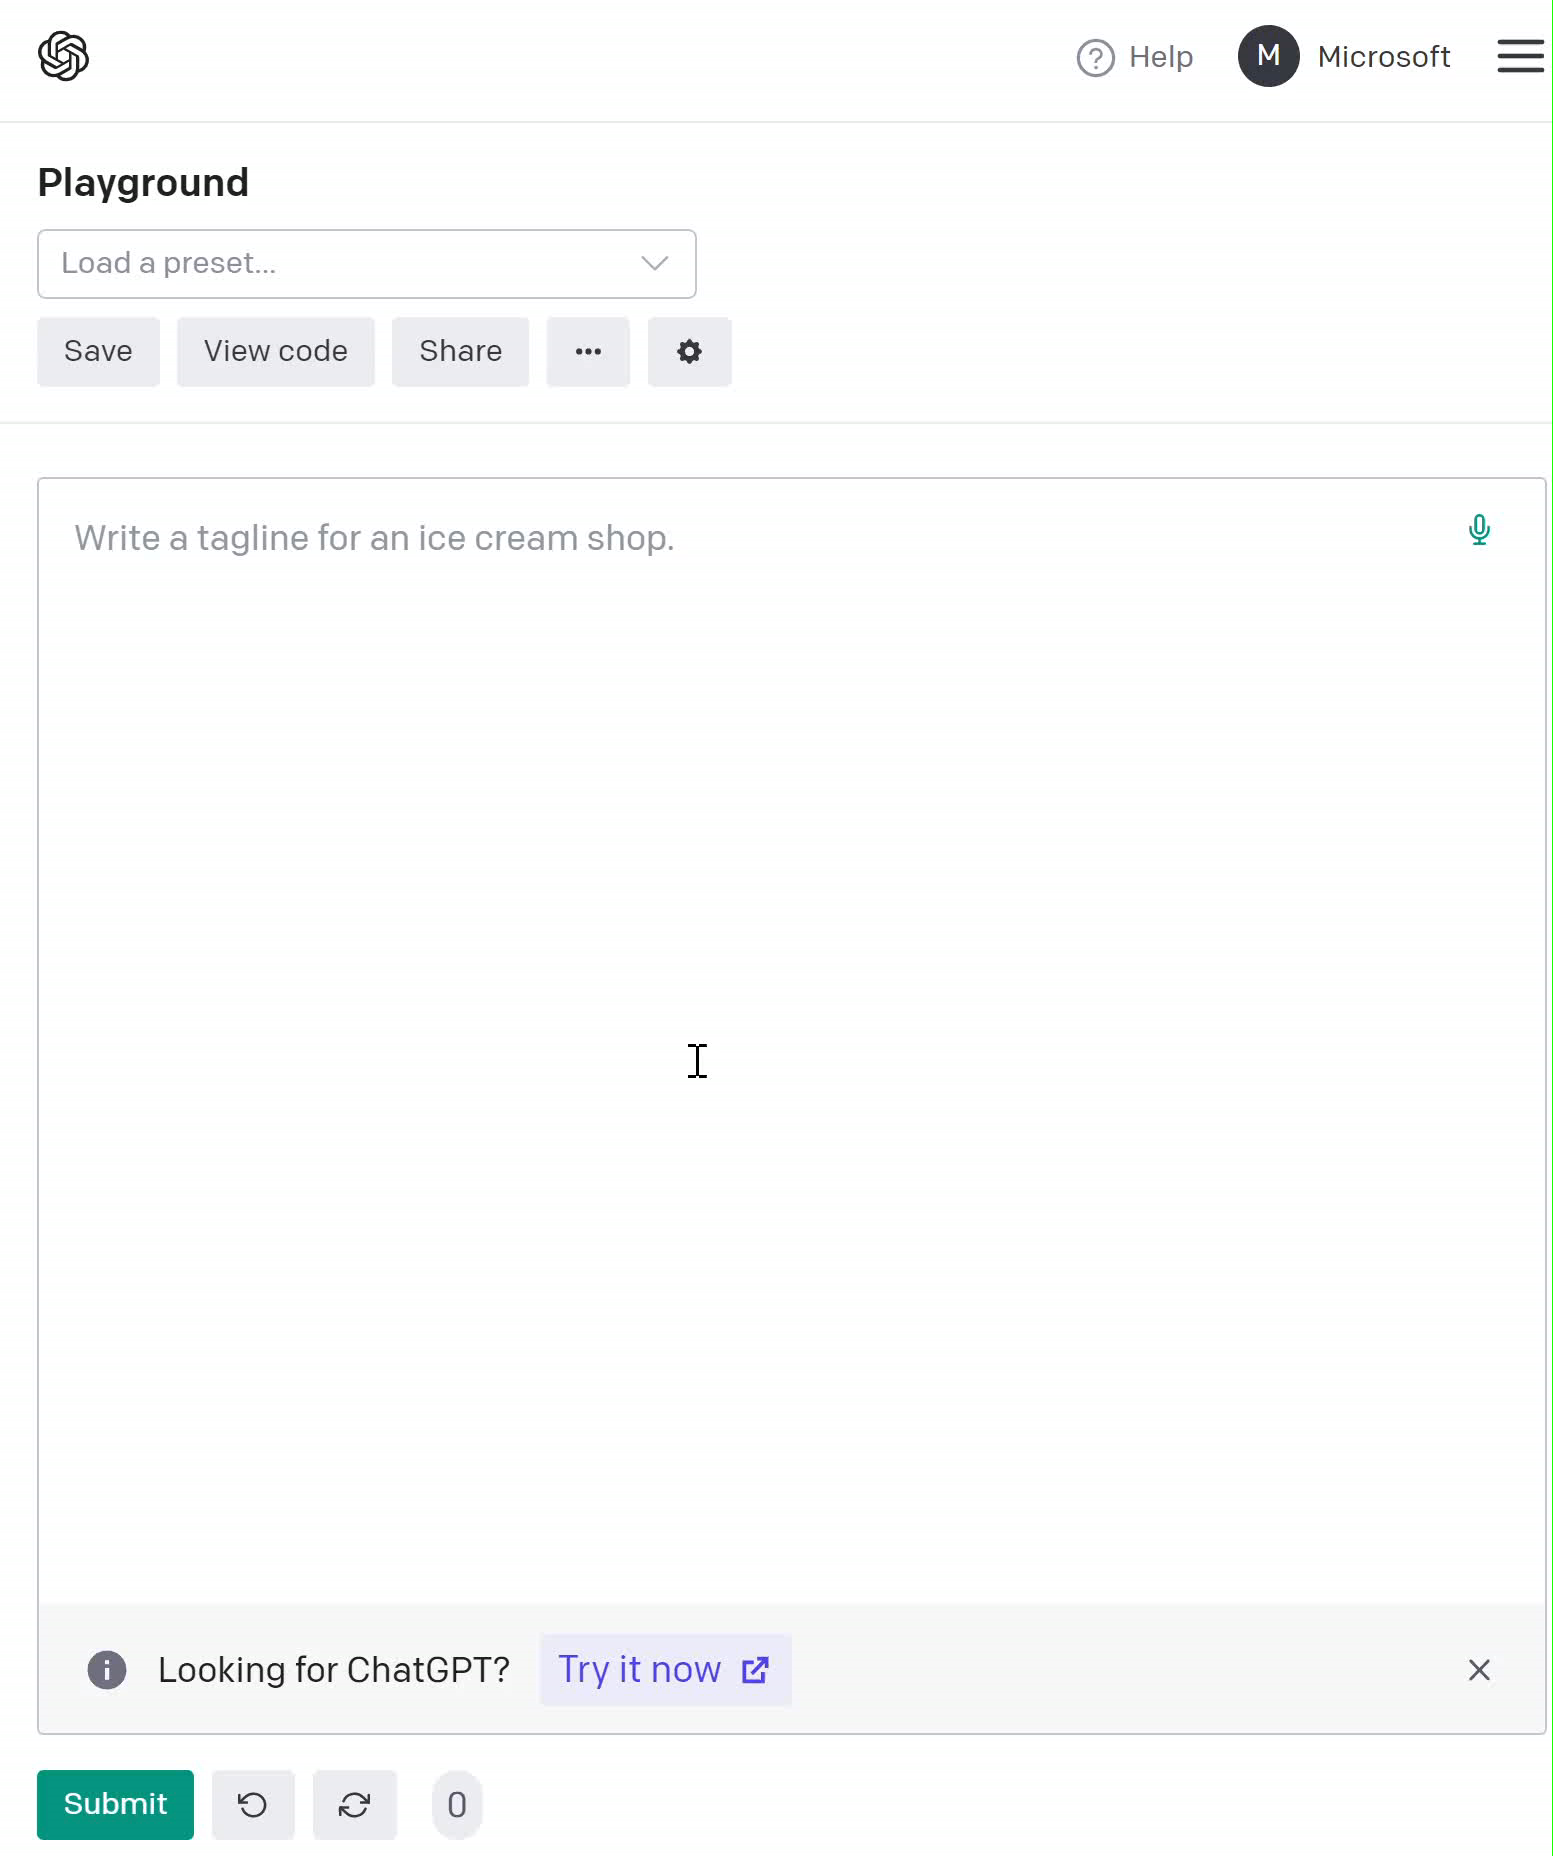 Help M Microsoft
Playground
Load a preset...
Save View code Share
Write a tagline for an ice cream shop.
Looking for ChatGPT? Try it now
Submit 0